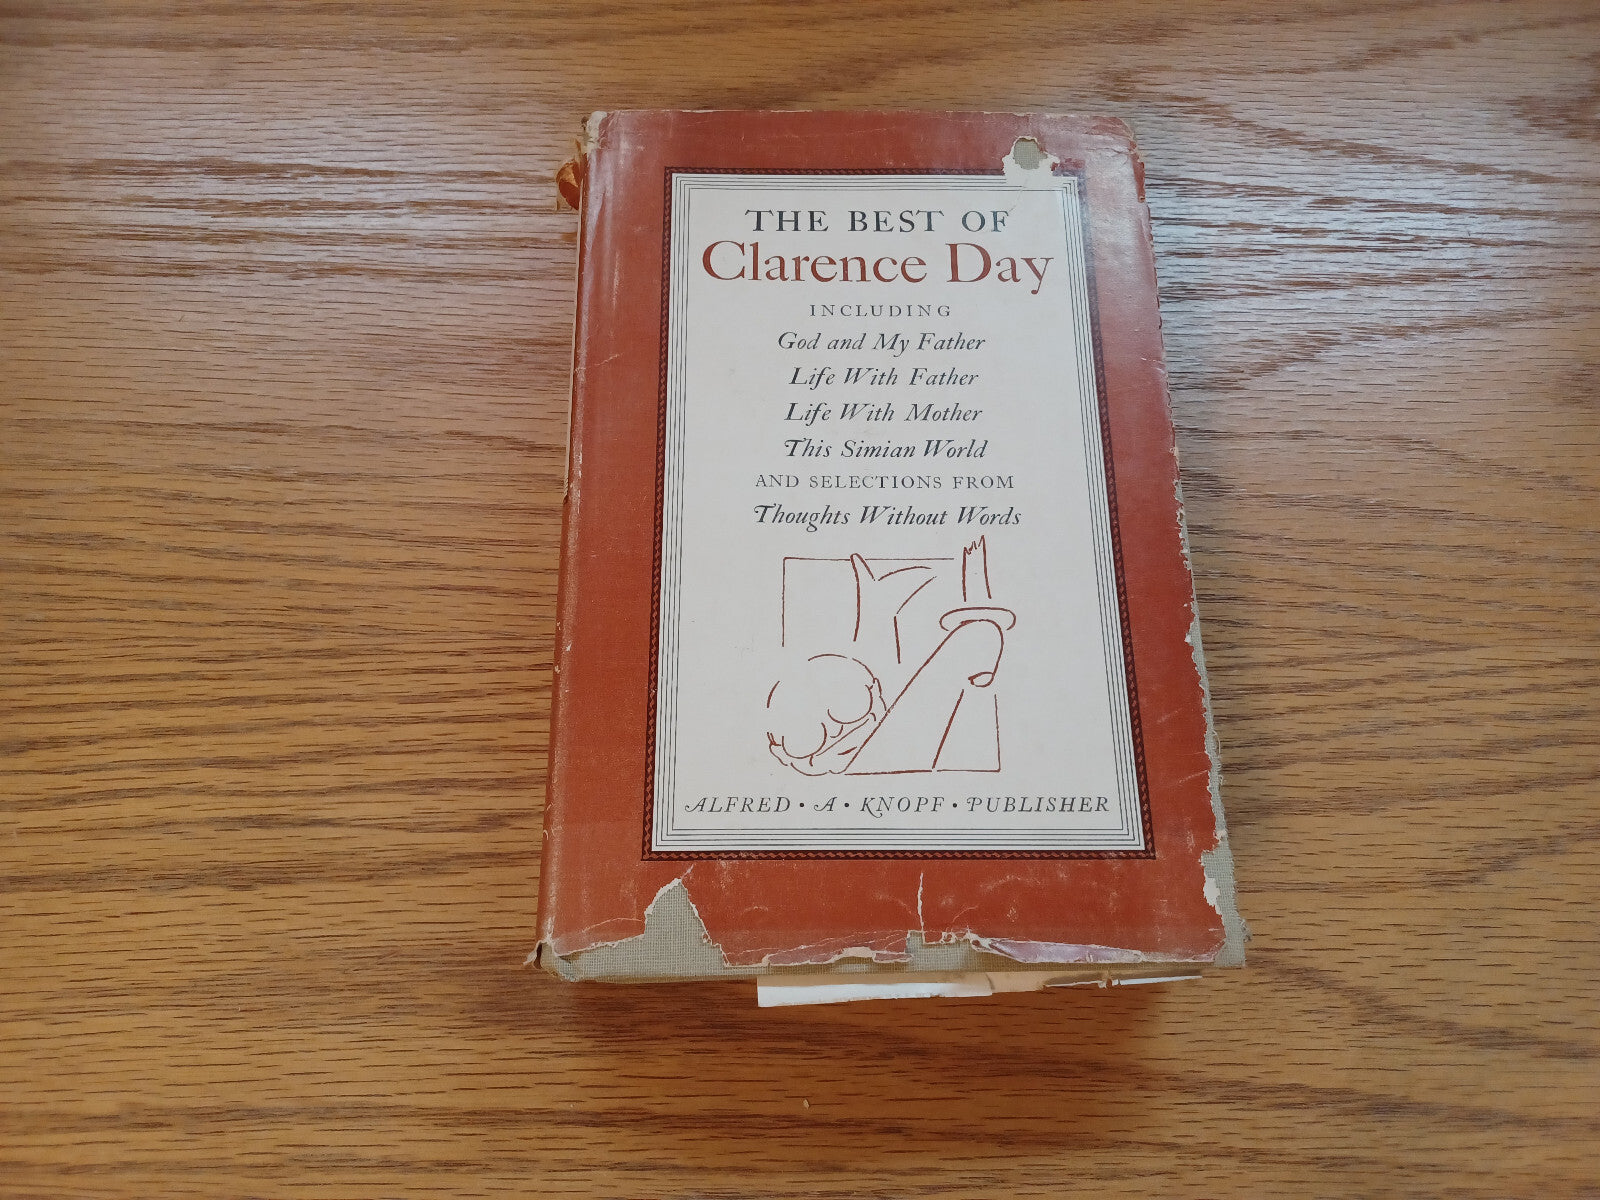 THE BEST OF
Clarence Day
INCLUDING
God and My Father
Life With Father
Life With Mother
This Simian World
AND SELECTIONS FROM
Thoughts Without Words
ALFRED · A · KNOPF · PUBLISHER